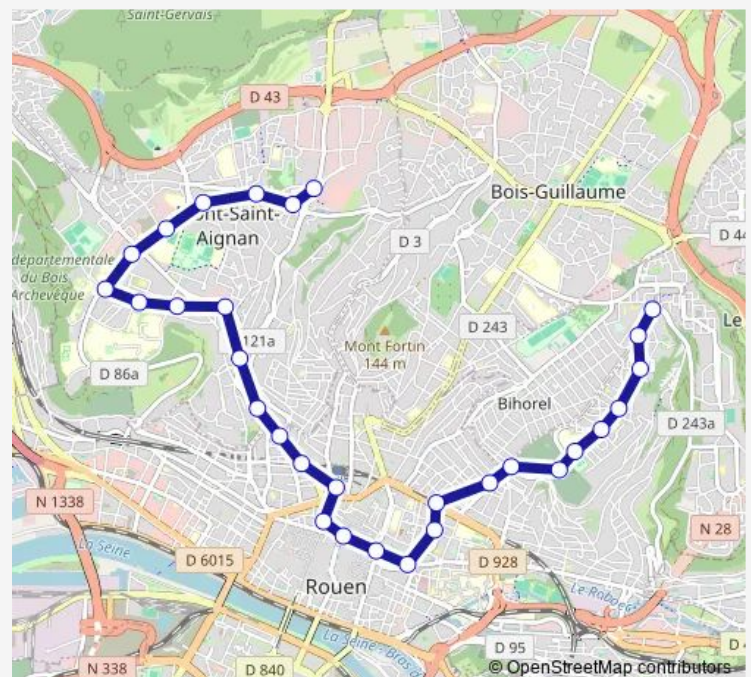 Saint-Gervais
D 43
Bois-Guillaume
ont-Saint-
Aignan
D 3
D 44
départementale
du Bois
Archevêque
Le
D 243
121a
Mont Fortin
144 m
D 86a
Bihorel
D 243a
N 1338
N 28
La Seine
D 6015
D 928
Rouen
Le Robec
La Seine - Bras d
D 95
N 338
D 840
© OpenStreetMap contributors